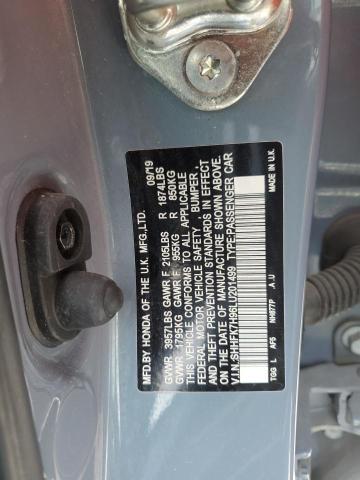 MFD.BY HONDA OF THE U.K. MFG.,LTD. 09/19
GVWR 3957LBS GAWR F 2105LBS R 1874LBS
GVWR 1795KG GAWR F 955KG R 850KG
THIS VEHICLE CONFORMS TO ALL APPLICABLE
FEDERAL MOTOR VEHICLE SAFETY , BUMPER,
AND THEFT PREVENTION STANDARDS IN EFFECT
ON THE DATE OF MANUFACTURE SHOWN ABOVE.
V.I.N.:SHHFK7H96LU201499 TYPE:PASSENGER CAR
TGG L AF5 NH877P .A U MADE IN U.K.